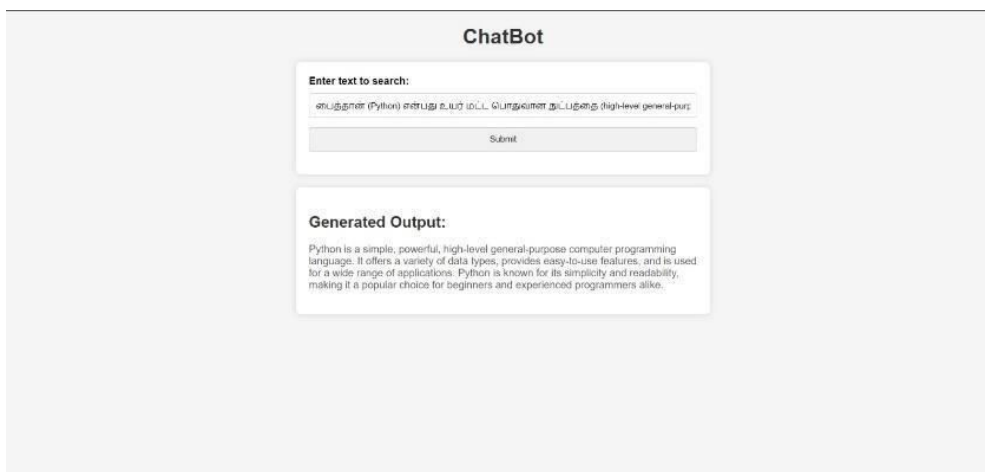 ChatBot
Enter text to search:
பைத்தான் (Python) என்பது உயர் மட்ட பொதுவான நுட்பத்தை (high-level general-purp
Submit
Generated Output:
Python is a simple, powerful, high-level general-purpose computer programming
language. It offers a variety of data types, provides easy-to-use features, and is used
for a wide range of applications. Python is known for its simplicity and readability,
making it a popular choice for beginners and experienced programmers alike.